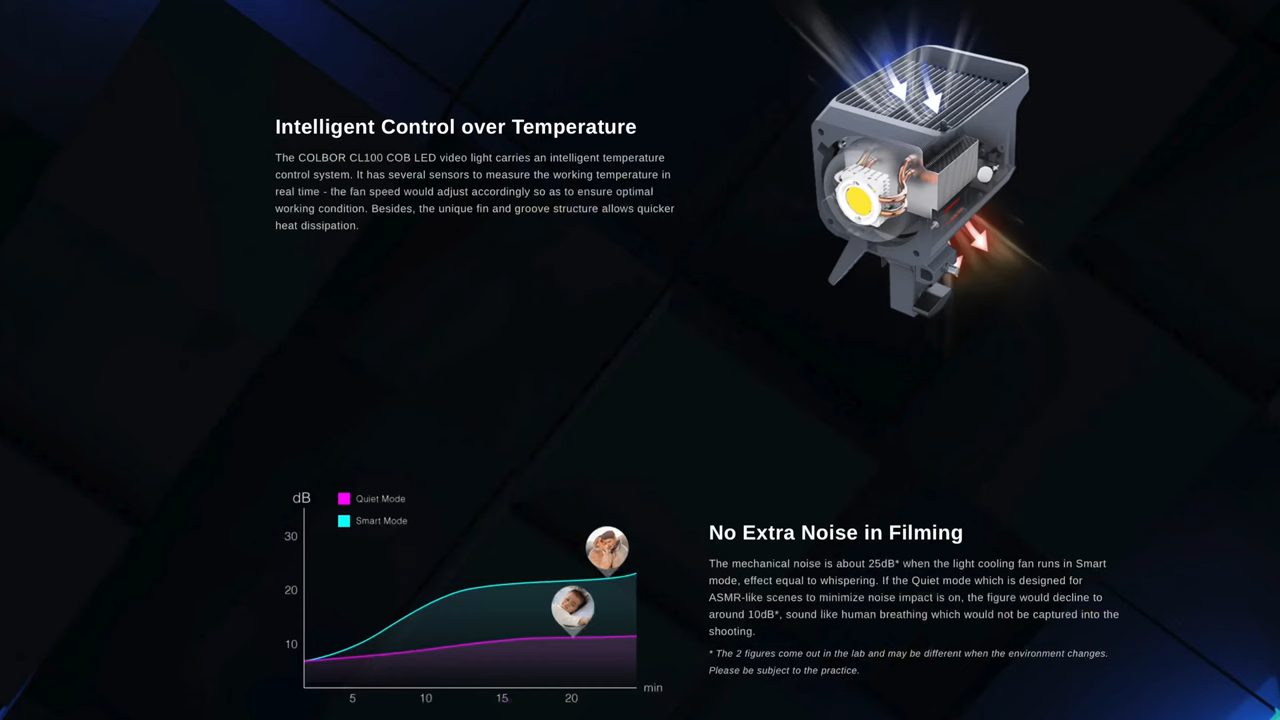 Intelligent Control over Temperature
The COLBOR CL100 COB LED video light carries an intelligent temperature
control system. It has several sensors to measure the working temperature in
real time - the fan speed would adjust accordingly so as to ensure optimal
working condition. Besides, the unique fin and groove structure allows quicker
heat dissipation.
dB
Quiet Mode
Smart Mode
30
20
10
5
10
15
20
min
No Extra Noise in Filming
The mechanical noise is about 25dB* when the light cooling fan runs in Smart
mode, effect equal to whispering. If the Quiet mode which is designed for
ASMR-like scenes to minimize noise impact is on, the figure would decline to
around 10dB*, sound like human breathing which would not be captured into the
shooting.
* The 2 figures come out in the lab and may be different when the environment changes.
Please be subject to the practice.